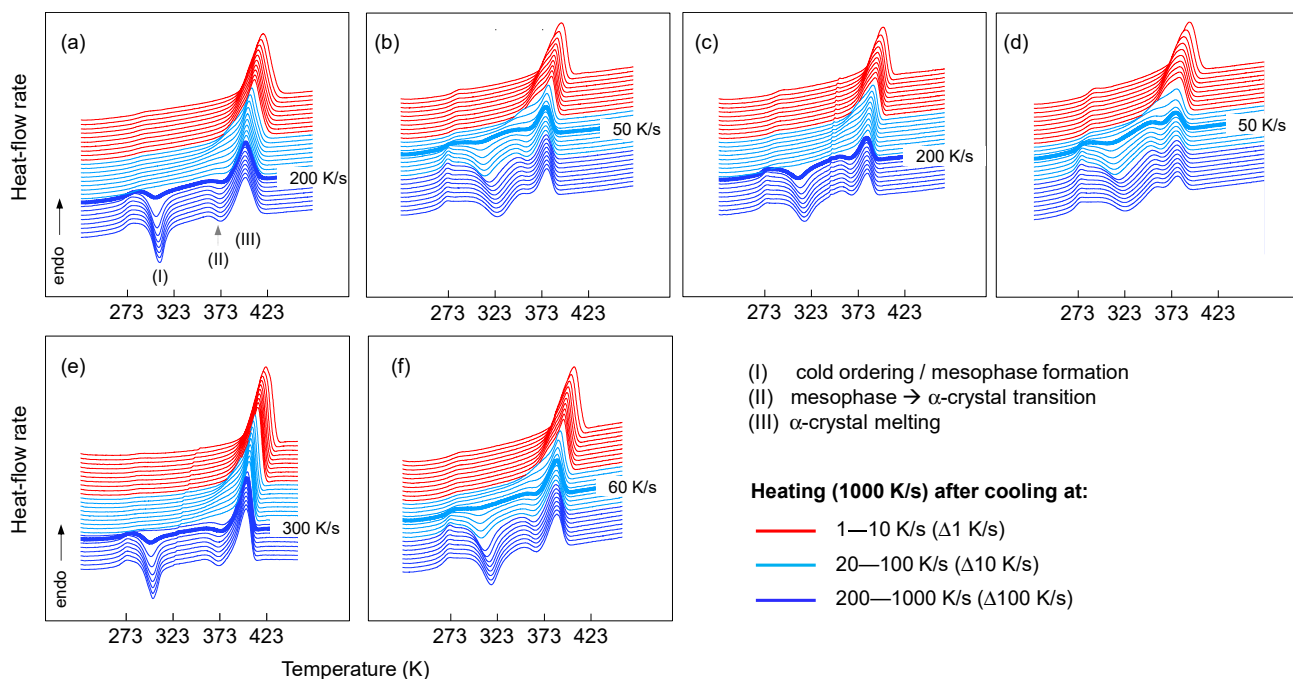 (a)
(b)
(c)
(d)
Heat-flow rate
endo
200 K/s
(I)
(II)
(III)
50 K/s
200 K/s
50 K/s
273 323 373 423
273 323 373 423
273 323 373 423
273 323 373 423
(e)
(f)
Heat-flow rate
endo
300 K/s
60 K/s
273 323 373 423
273 323 373 423
Temperature (K)
(I) cold ordering / mesophase formation
(II) mesophase → α-crystal transition
(III) α-crystal melting
Heating (1000 K/s) after cooling at:
1—10 K/s (Δ1 K/s)
20—100 K/s (Δ10 K/s)
200—1000 K/s (Δ100 K/s)